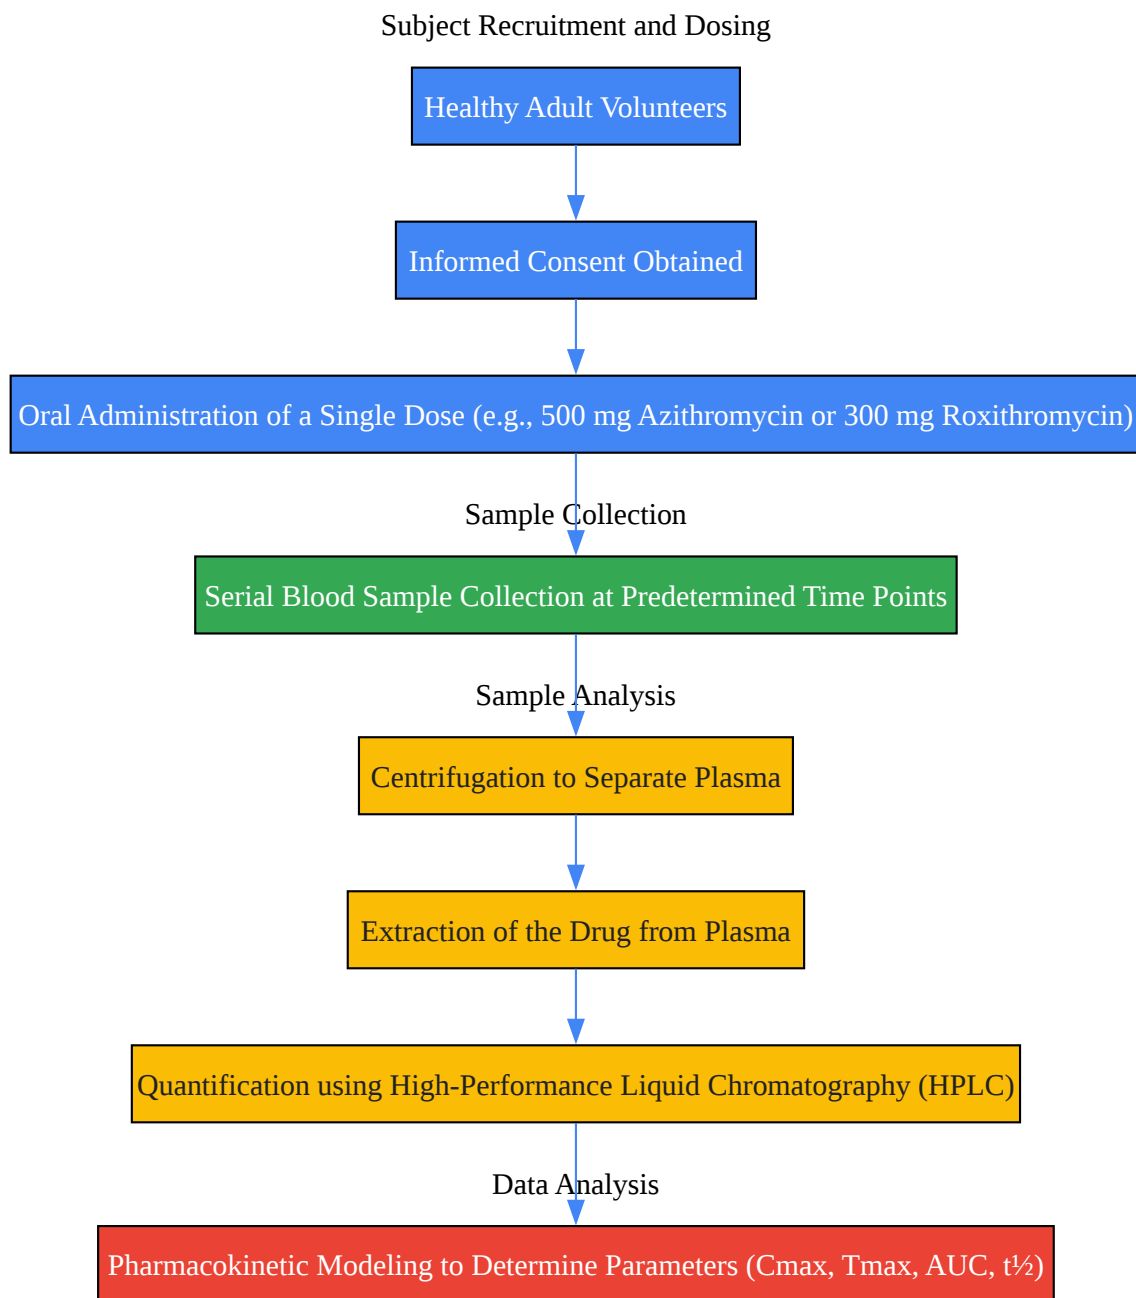 Subject Recruitment and Dosing
Healthy Adult Volunteers
Informed Consent Obtained
Oral Administration of a Single Dose (e.g., 500 mg Azithromycin or 300 mg Roxithromycin)
Sample Collection
Serial Blood Sample Collection at Predetermined Time Points
Sample Analysis
Centrifugation to Separate Plasma
Extraction of the Drug from Plasma
Quantification using High-Performance Liquid Chromatography (HPLC)
Data Analysis
Pharmacokinetic Modeling to Determine Parameters (Cmax, Tmax, AUC, t½)